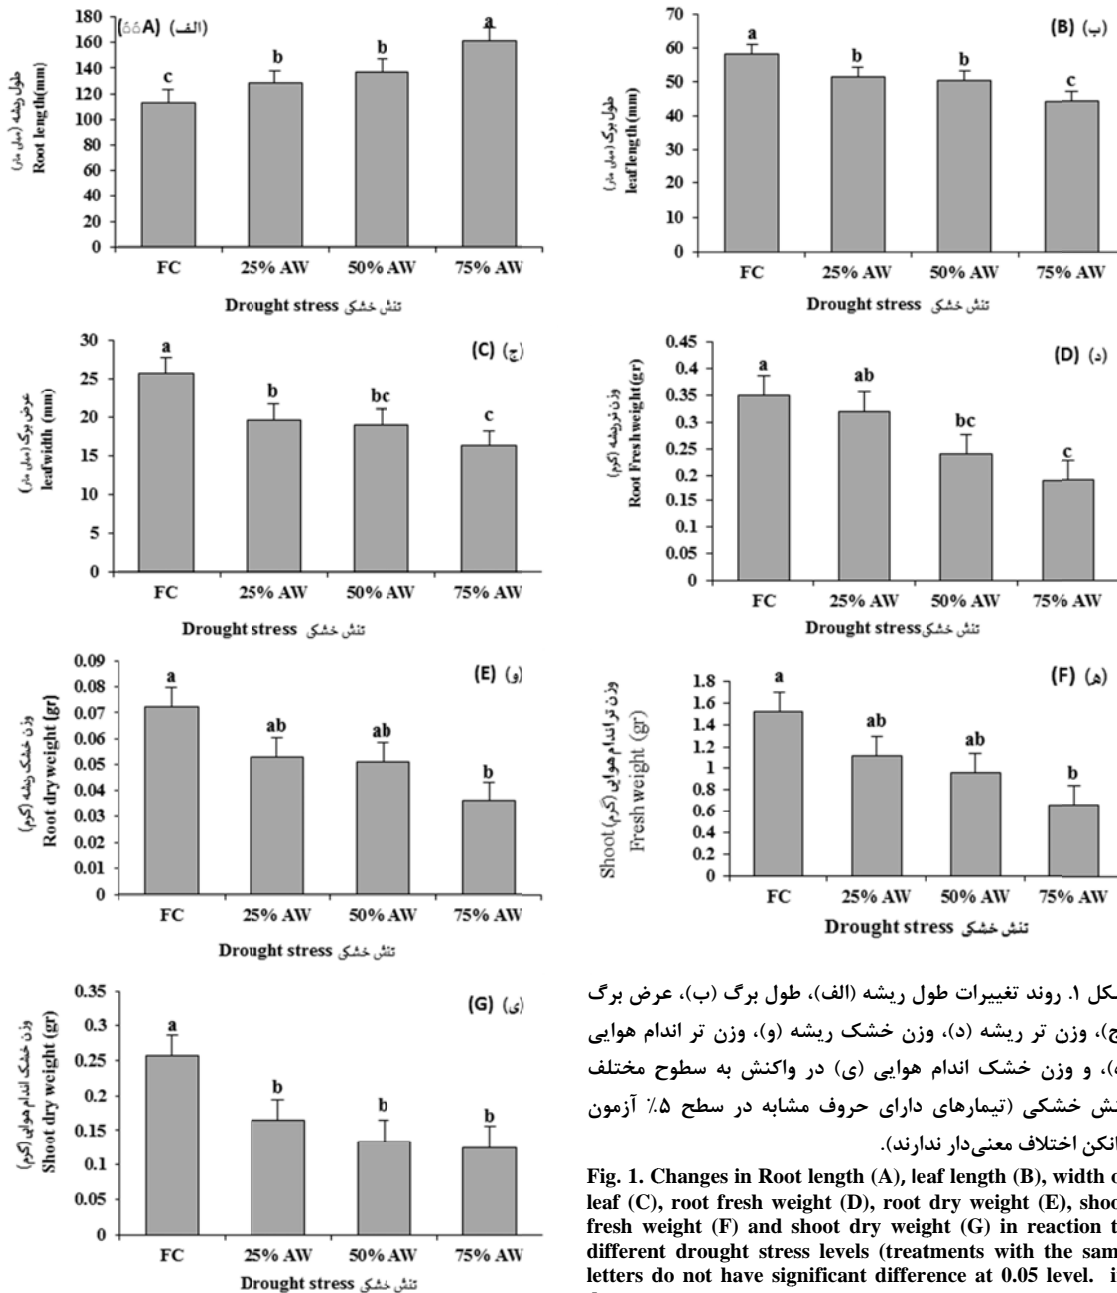 (A) (الف)
180
160
140
120
100
80
60
40
20
0
طول ریشه (میلی متر)
Root length(mm)
c
b
b
a
FC 25% AW 50% AW 75% AW
Drought stress تنش خشکی
(B) (ب)
70
60
50
40
30
20
10
0
طول برگ (میلی متر)
leaf length(mm)
a
b
b
c
FC 25% AW 50% AW 75% AW
Drought stress تنش خشکی
(C) (ج)
30
25
20
15
10
5
0
عرض برگ (میلی متر)
leafwidth (mm)
a
b
bc
c
FC 25% AW 50% AW 75% AW
Drought stress تنش خشکی
(D) (د)
0.45
0.4
0.35
0.3
0.25
0.2
0.15
0.1
0.05
0
وزن تر ریشه (گرم)
Root Fresh weight(gr)
a
ab
bc
c
FC 25% AW 50% AW 75% AW
Drought stress تنش خشکی
(E) (و)
0.09
0.08
0.07
0.06
0.05
0.04
0.03
0.02
0.01
0
وزن خشک ریشه (گرم)
Root dry weight (gr)
a
ab
ab
b
FC 25% AW 50% AW 75% AW
Drought stress تنش خشکی
(F) (ه)
1.8
1.6
1.4
1.2
1
0.8
0.6
0.4
0.2
0
Shoot وزن تر اندام هوایی (گرم)
Fresh weight (gr)
a
ab
ab
b
FC 25% AW 50% AW 75% AW
Drought stress تنش خشکی
(G) (ی)
0.35
0.3
0.25
0.2
0.15
0.1
0.05
0
وزن خشک اندام هوایی (گرم)
Shoot dry weight (gr)
a
b
b
b
FC 25% AW 50% AW 75% AW
Drought stress تنش خشکی
کل ۱. روند تغییرات طول ریشه (الف)، طول برگ (ب)، عرض برگ
ج)، وزن تر ریشه (د)، وزن خشک ریشه (و)، وزن تر اندام هوایی
)، و وزن خشک اندام هوایی (ی) در واکنش به سطوح مختلف
نش خشکی (تیمارهای دارای حروف مشابه در سطح ۵٪ آزمون
انکن اختلاف معنی‌دار ندارند).
Fig. 1. Changes in Root length (A), leaf length (B), width o
leaf (C), root fresh weight (D), root dry weight (E), shoo
fresh weight (F) and shoot dry weight (G) in reaction t
different drought stress levels (treatments with the sam
letters do not have significant difference at 0.05 level. i